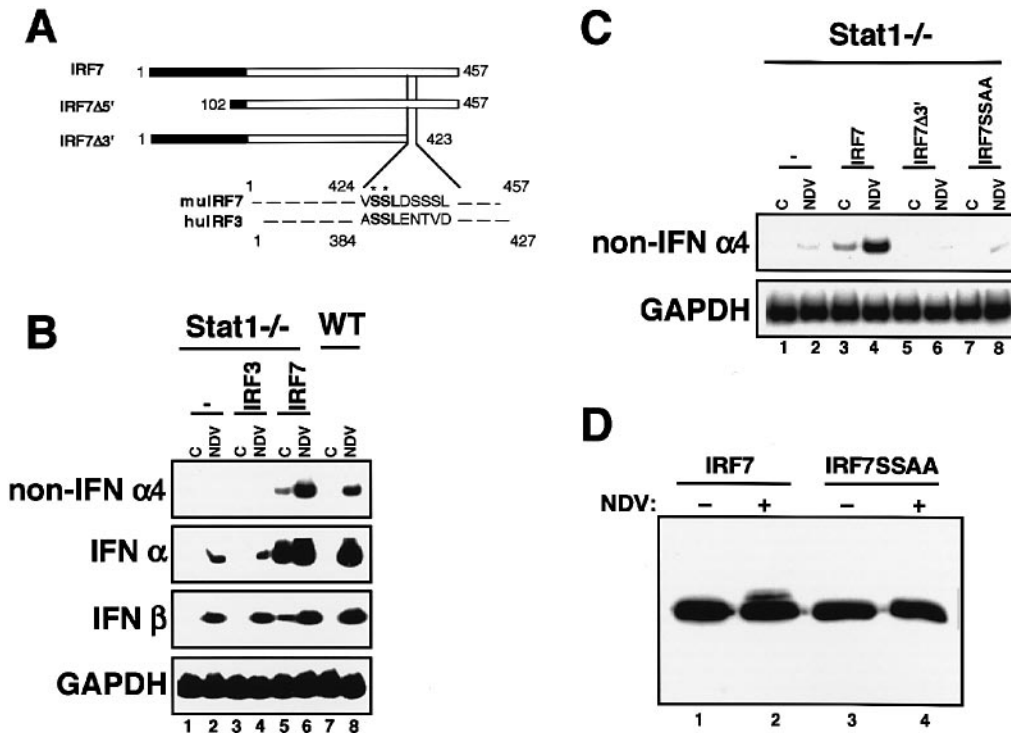 A
IRF7 1 457
IRF7Δ5' 102 457
IRF7Δ3' 1 423
1 424 * * 457
muIRF7 VSSLDSSSL
huIRF3 ASSLENTVD
1 384 427
B
Stat1-/- WT
- IRF3 IRF7
C NDV C NDV C NDV C NDV
non-IFN α4
IFN α
IFN β
GAPDH
1 2 3 4 5 6 7 8
C
Stat1-/-
- IRF7 IRF7Δ3' IRF7SSAA
C NDV C NDV C NDV C NDV
non-IFN α4
GAPDH
1 2 3 4 5 6 7 8
D
IRF7 IRF7SSAA
NDV: – + – +
1 2 3 4